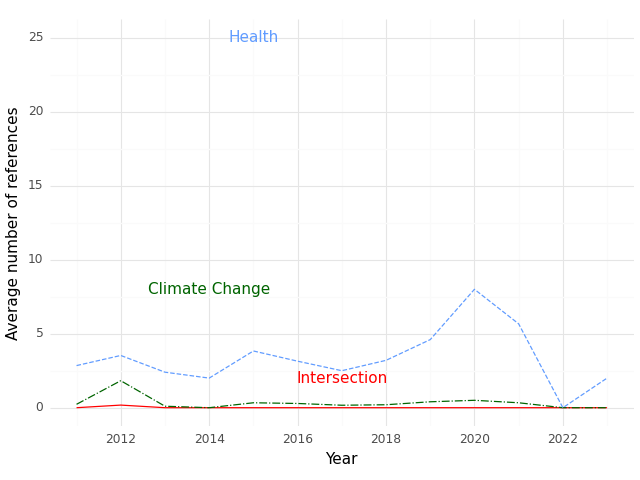 25
Health
20
15
10
Climate Change
5
Intersection
0
2012 2014 2016 2018 2020 2022
Year
Average number of references